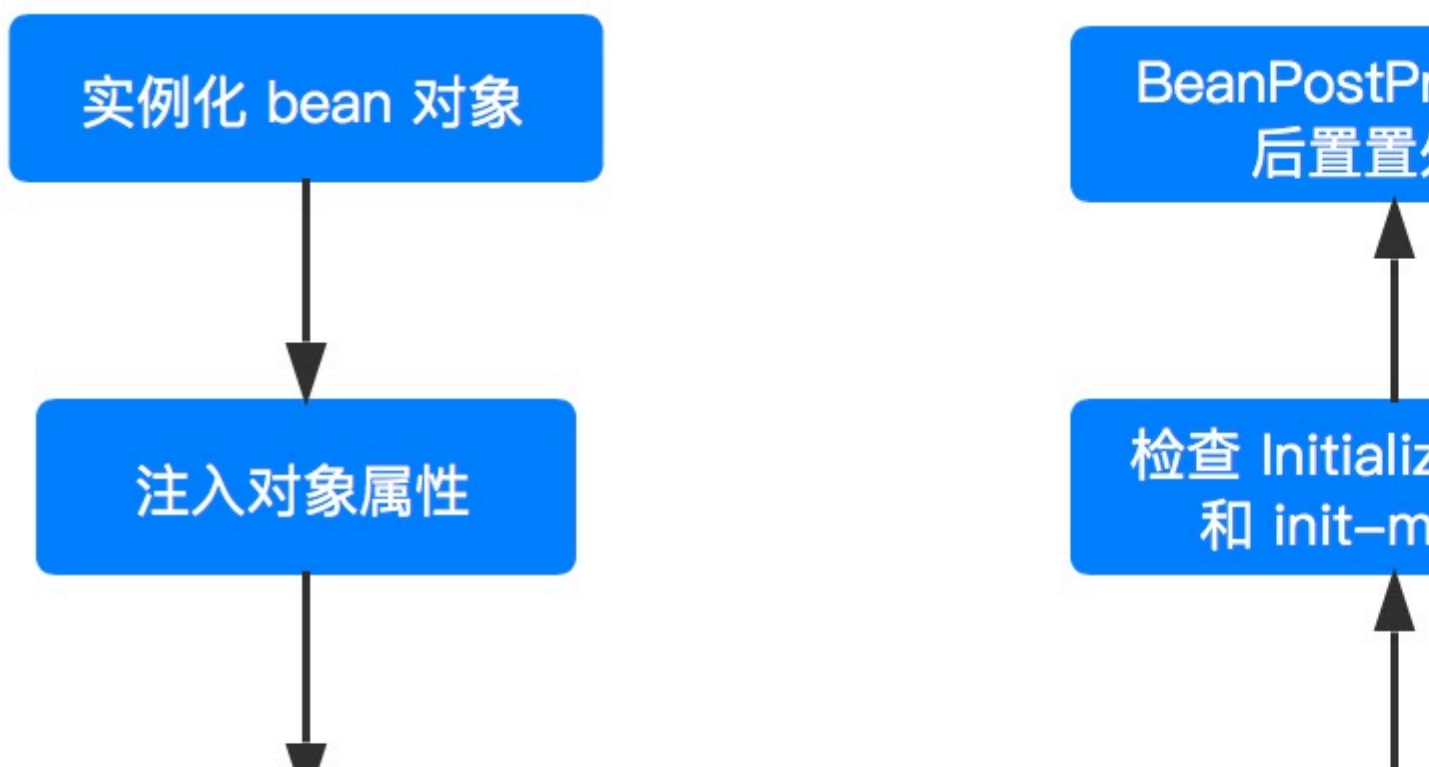 实例化 bean 对象
注入对象属性
BeanPostPr
后置置
检查 Initializ
和 init-m